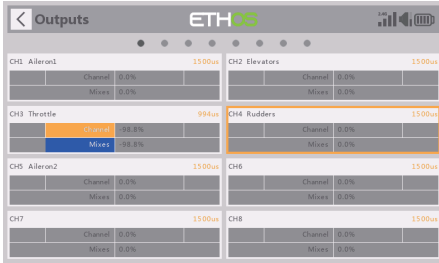 Outputs
ETHOS
2.4G
CH1 Aileron1 1500us
Channel 0.0%
Mixes 0.0%
CH2 Elevators 1500us
Channel 0.0%
Mixes 0.0%
CH3 Throttle 994us
Channel -98.8%
Mixes -98.8%
CH4 Rudders 1500us
Channel 0.0%
Mixes 0.0%
CH5 Aileron2 1500us
Channel 0.0%
Mixes 0.0%
CH6 1500us
Channel 0.0%
Mixes 0.0%
CH7 1500us
Channel 0.0%
Mixes 0.0%
CH8 1500us
Channel 0.0%
Mixes 0.0%